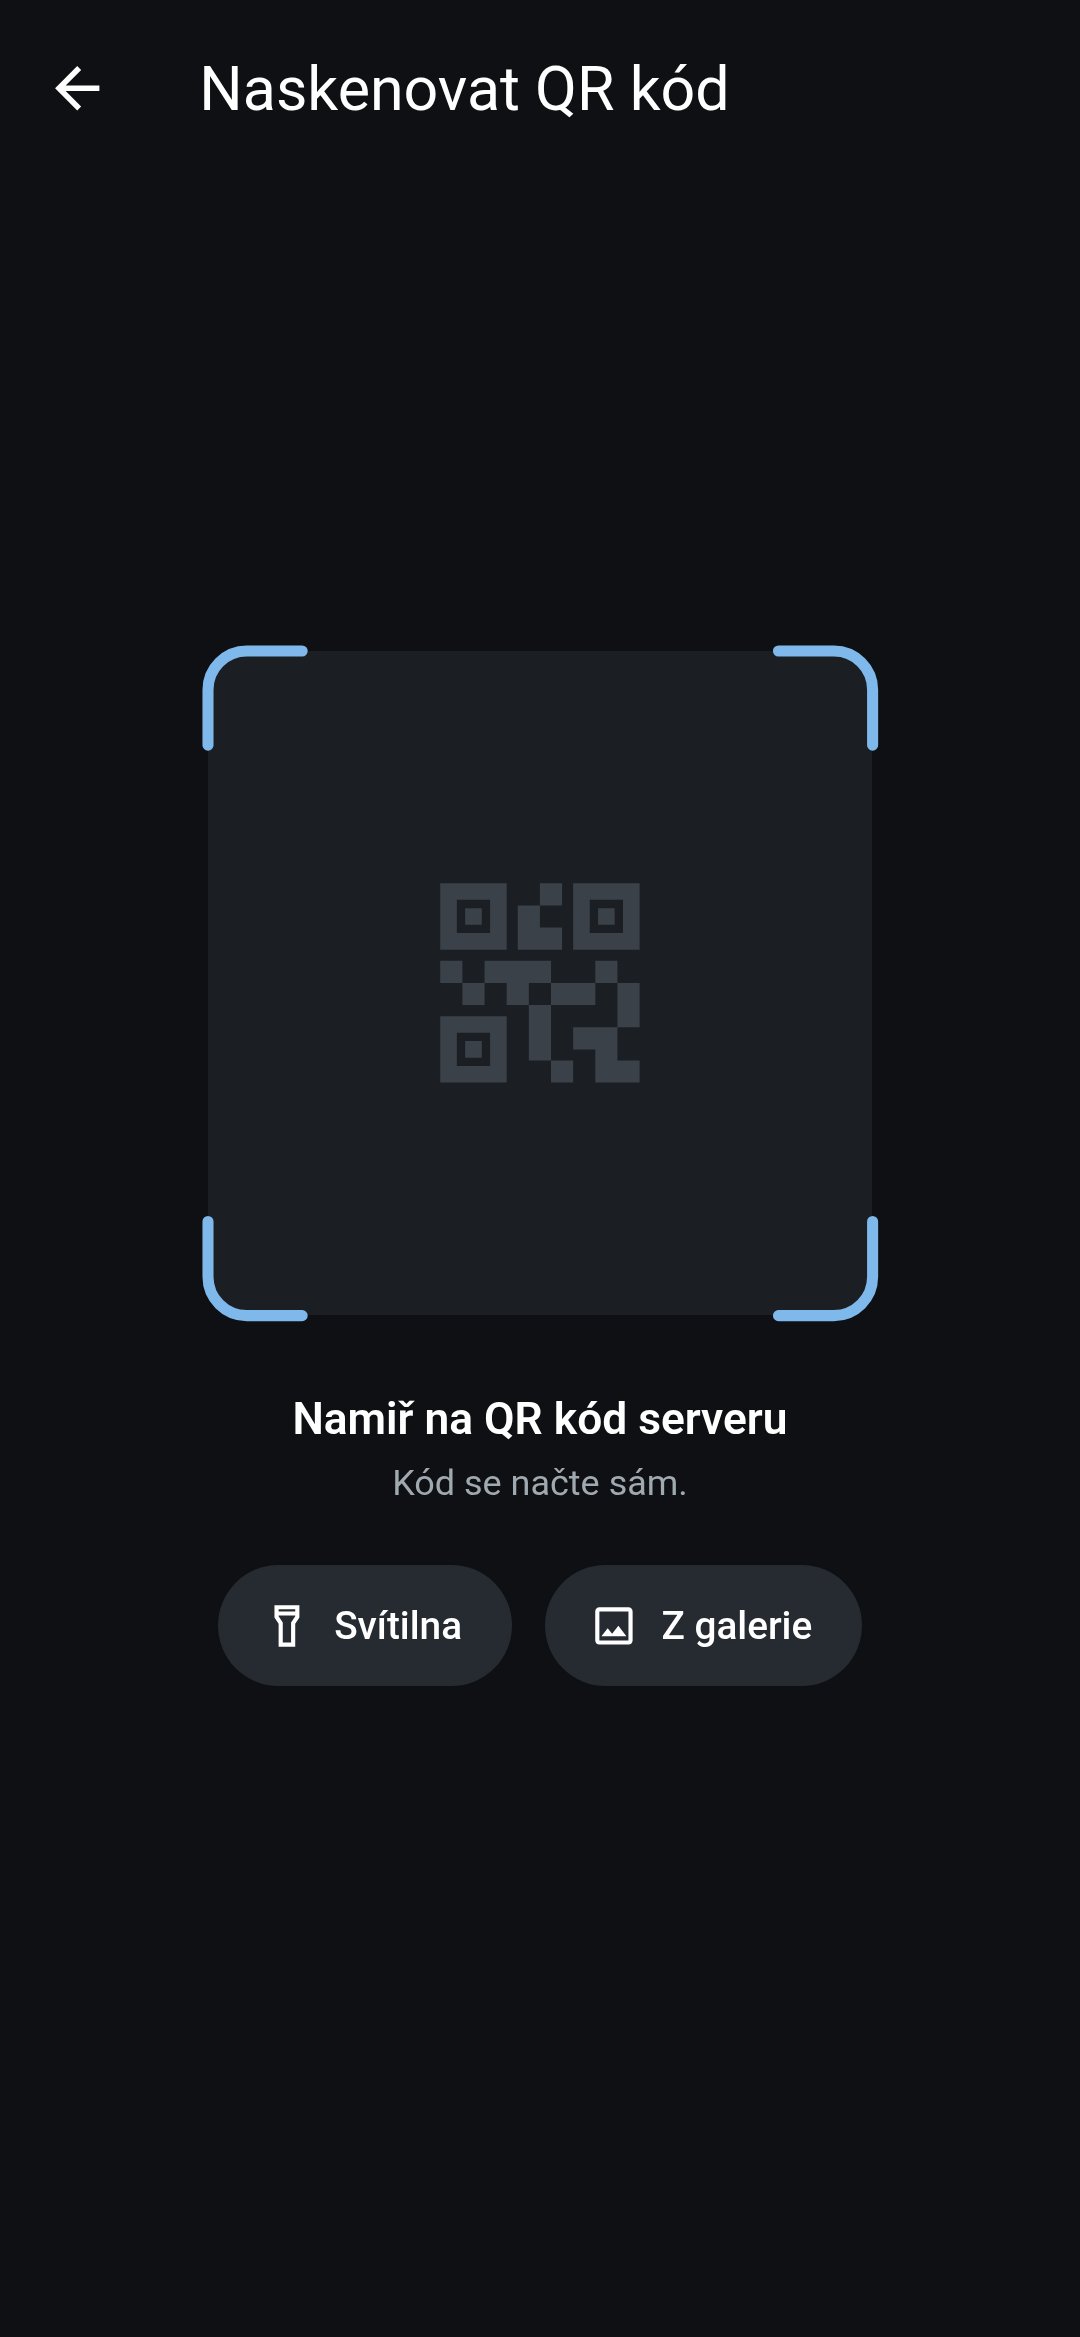 Naskenovat QR kód
Namiř na QR kód serveru
Kód se načte sám.
Svítilna
Z galerie